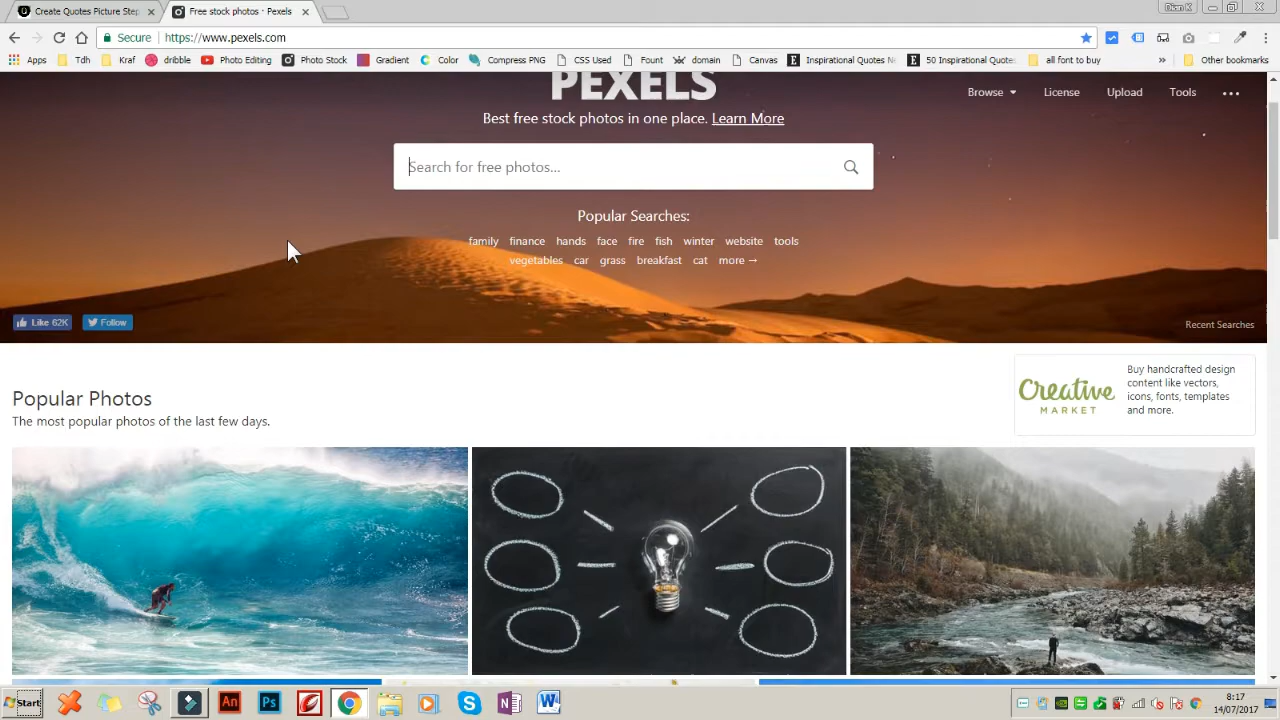 Create Quotes Picture Step
Free stock photos · Pexels
Secure
https://www.pexels.com
Apps Tdh Kraf dribble Photo Editing Photo Stock Gradient Color Compress PNG CSS Used Fount domain Canvas Inspirational Quotes 50 Inspirational Quotes all font to buy » Other bookmarks
PEXELS
Browse License Upload Tools
Best free stock photos in one place. Learn More
Search for free photos...
Popular Searches:
family finance hands face fire fish winter website tools
vegetables car grass breakfast cat more →
Like 62K Follow
Recent Searches
Popular Photos
The most popular photos of the last few days.
Creative
MARKET
Buy handcrafted design
content like vectors,
icons, fonts, templates
and more.
Start
An
Ps
8:17
14/07/2017